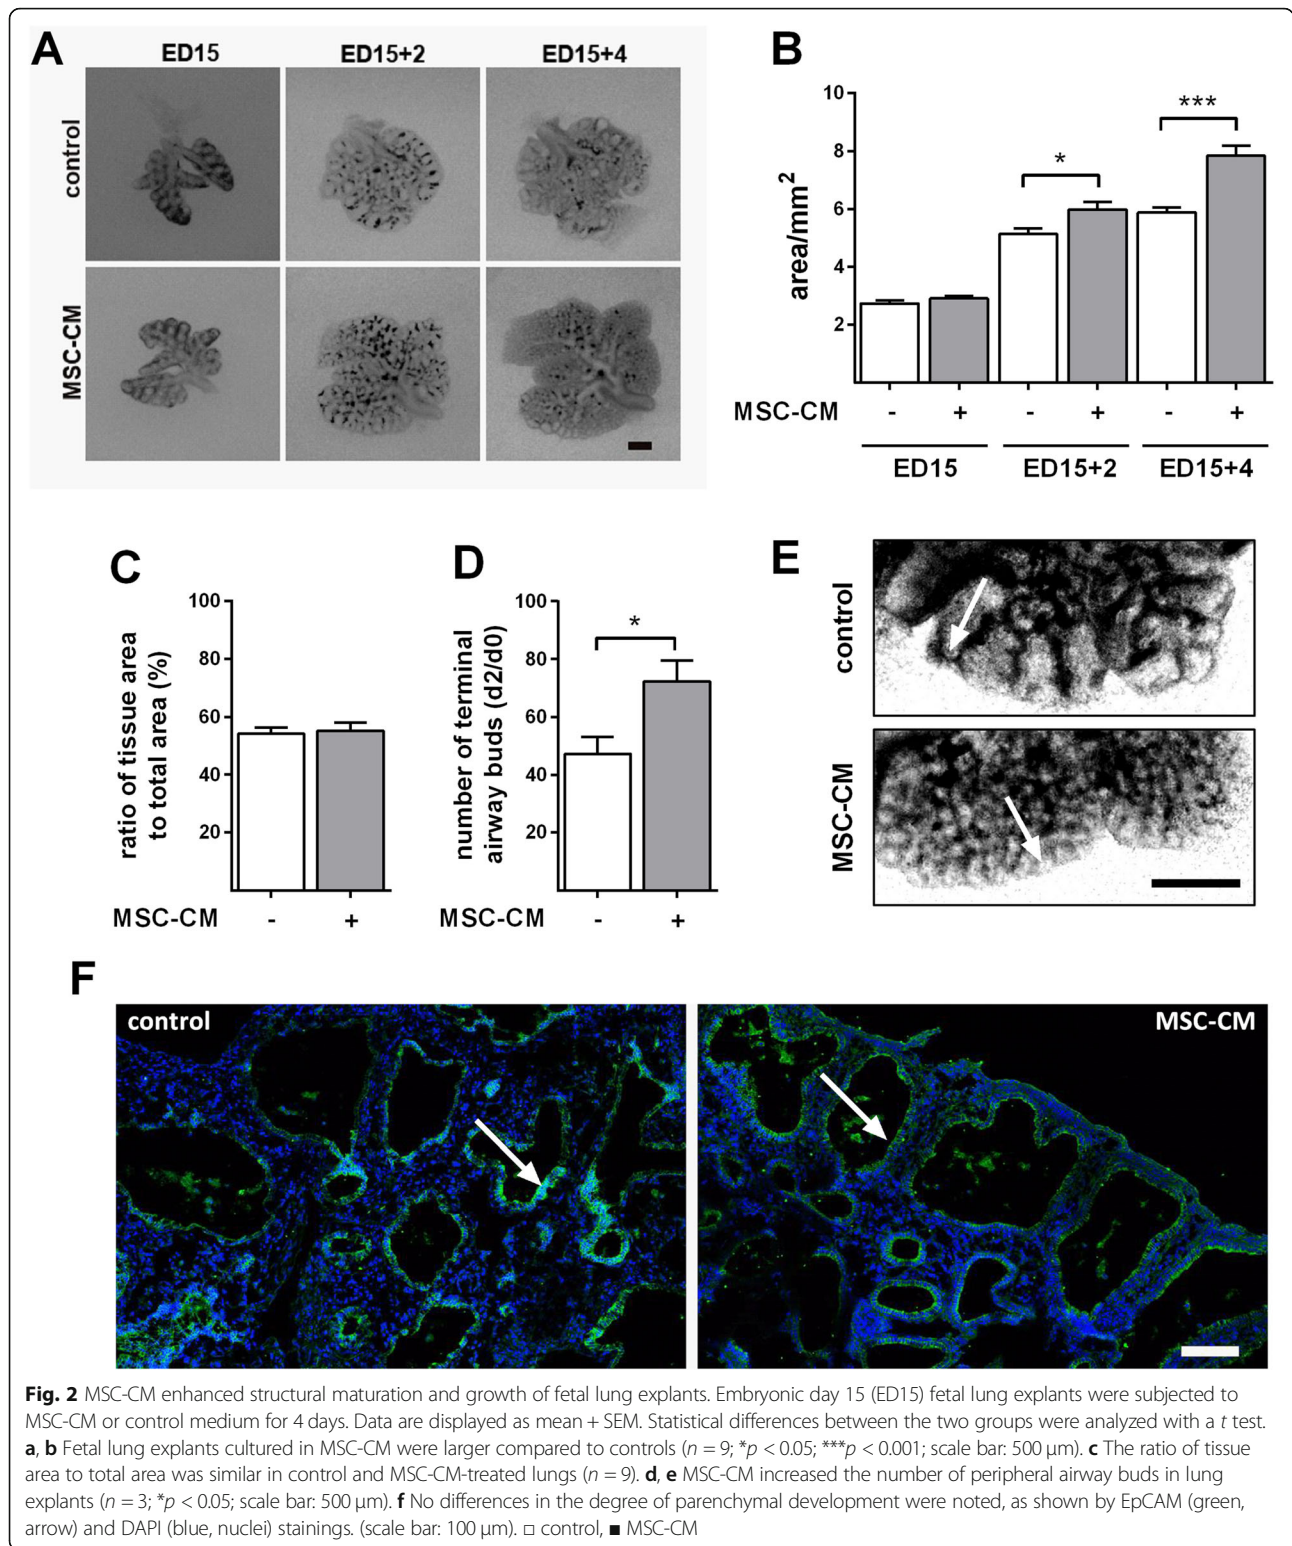 A
ED15 ED15+2 ED15+4
control
MSC-CM
B
area/mm²
10
8
6
4
2
* ***
MSC-CM - + - + - +
ED15 ED15+2 ED15+4
C
ratio of tissue area
to total area (%)
100
80
60
40
20
MSC-CM - +
D
number of terminal
airway buds (d2/d0)
100
80
60
40
20
*
MSC-CM - +
E
control
MSC-CM
F
control
MSC-CM
Fig. 2 MSC-CM enhanced structural maturation and growth of fetal lung explants. Embryonic day 15 (ED15) fetal lung explants were subjected to
MSC-CM or control medium for 4 days. Data are displayed as mean + SEM. Statistical differences between the two groups were analyzed with a t test.
a, b Fetal lung explants cultured in MSC-CM were larger compared to controls (n = 9; *p < 0.05; ***p < 0.001; scale bar: 500 μm). c The ratio of tissue
area to total area was similar in control and MSC-CM-treated lungs (n = 9). d, e MSC-CM increased the number of peripheral airway buds in lung
explants (n = 3; *p < 0.05; scale bar: 500 μm). f No differences in the degree of parenchymal development were noted, as shown by EpCAM (green,
arrow) and DAPI (blue, nuclei) stainings. (scale bar: 100 μm). □ control, ■ MSC-CM